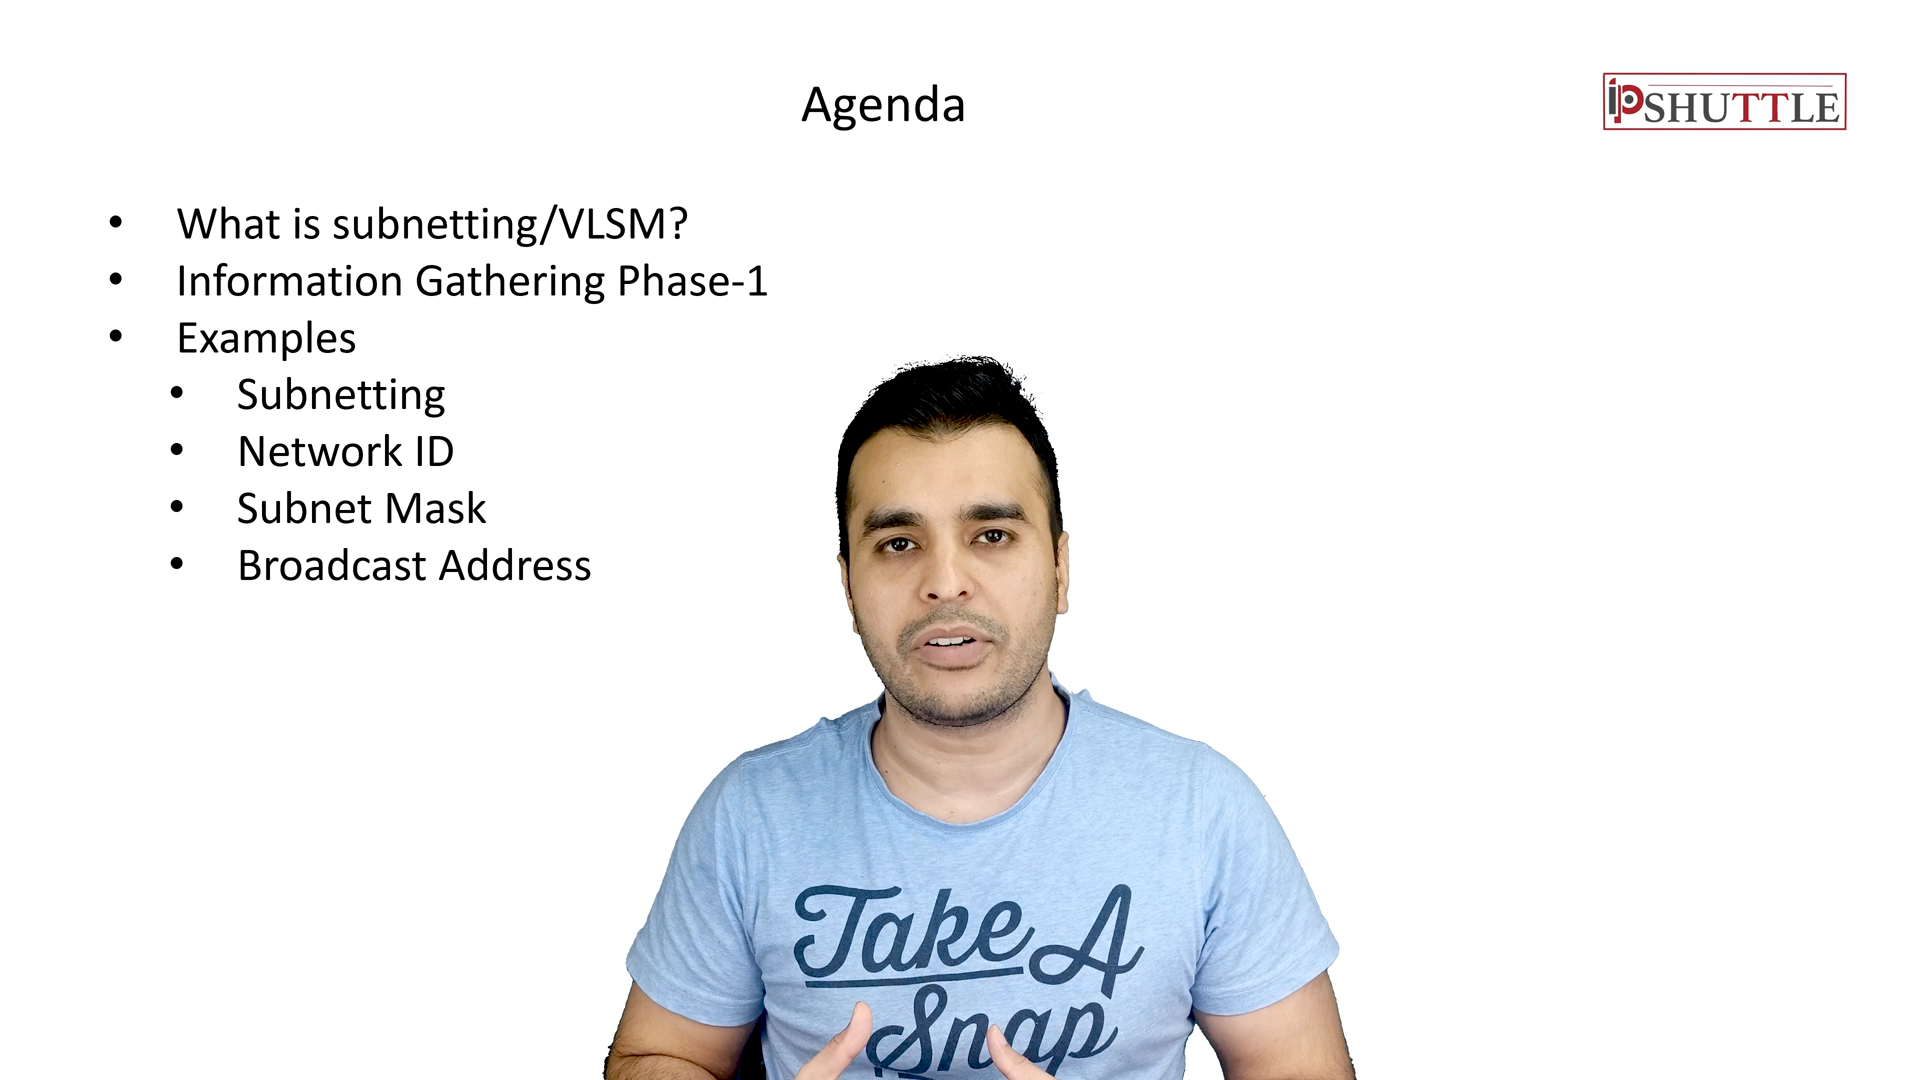 Agenda
ipSHUTTLE
• What is subnetting/VLSM?
• Information Gathering Phase-1
• Examples
• Subnetting
• Network ID
• Subnet Mask
• Broadcast Address
Take A
Snap